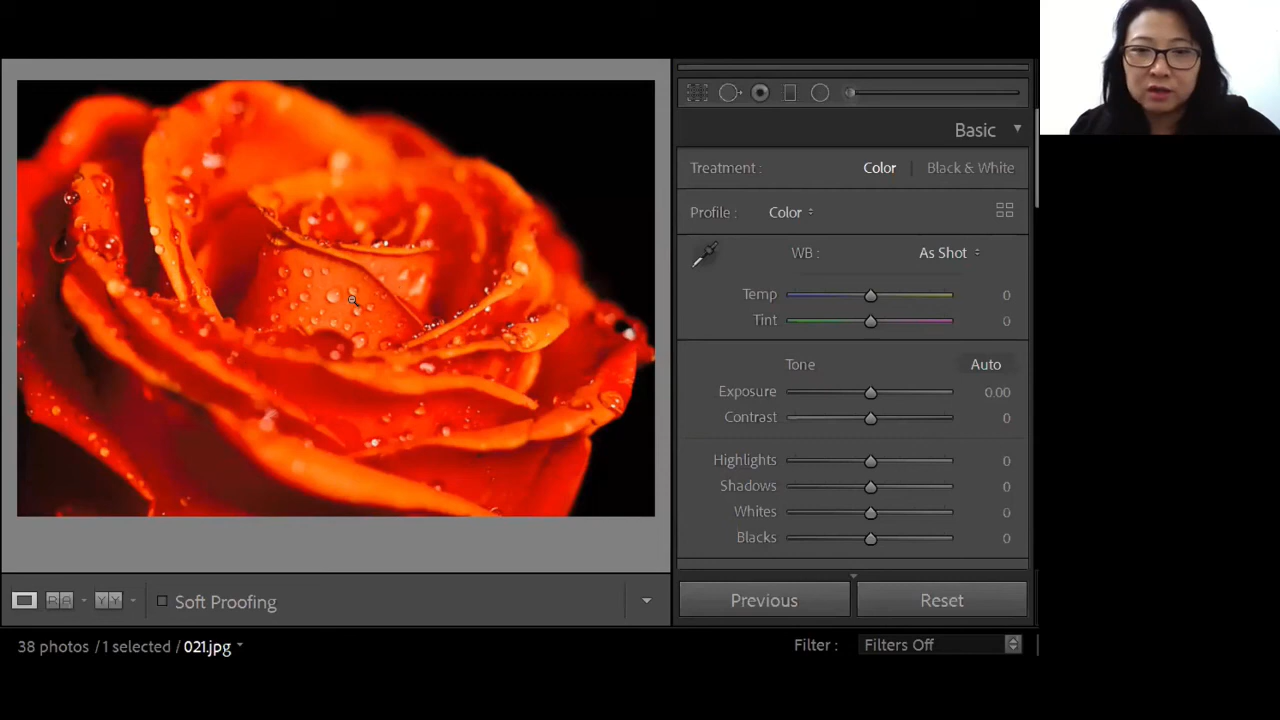 Basic
Treatment : Color Black & White
Profile : Color
WB : As Shot
Temp 0
Tint 0
Tone Auto
Exposure 0.00
Contrast 0
Highlights 0
Shadows 0
Whites 0
Blacks 0
Soft Proofing
Previous Reset
38 photos / 1 selected / 021.jpg
Filter : Filters Off